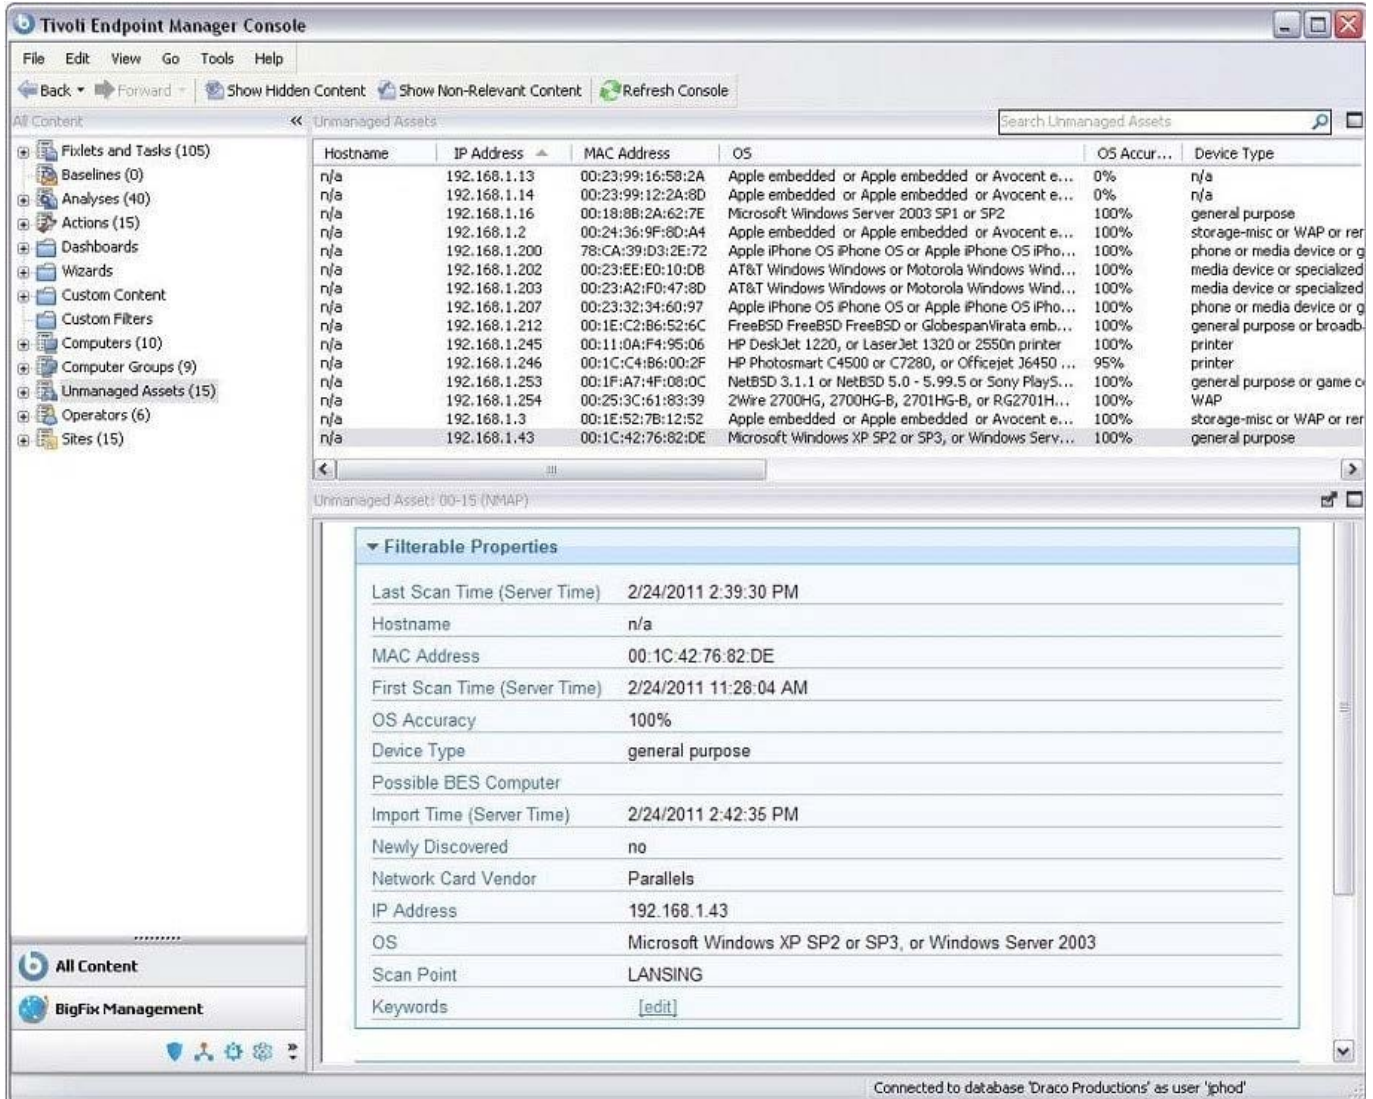 Tivoli Endpoint Manager Console
File Edit View Go Tools Help
Back Forward Show Hidden Content Show Non-Relevant Content Refresh Console
All Content
Fixlets and Tasks (105)
Baselines (0)
Analyses (40)
Actions (15)
Dashboards
Wizards
Custom Content
Custom Filters
Computers (10)
Computer Groups (9)
Unmanaged Assets (15)
Operators (6)
Sites (15)
All Content
BigFix Management
Unmanaged Assets Search Unmanaged Assets
Hostname IP Address MAC Address OS OS Accur... Device Type
n/a 192.168.1.13 00:23:99:16:58:2A Apple embedded or Apple embedded or Avocent e... 0% n/a
n/a 192.168.1.14 00:23:99:12:2A:8D Apple embedded or Apple embedded or Avocent e... 0% n/a
n/a 192.168.1.16 00:18:8B:2A:62:7E Microsoft Windows Server 2003 SP1 or SP2 100% general purpose
n/a 192.168.1.2 00:24:36:9F:8D:A4 Apple embedded or Apple embedded or Avocent e... 100% storage-misc or WAP or rer
n/a 192.168.1.200 78:CA:39:D3:2E:72 Apple iPhone OS iPhone OS or Apple iPhone OS iPho... 100% phone or media device or g
n/a 192.168.1.202 00:23:EE:E0:10:DB AT&T Windows Windows or Motorola Windows Wind... 100% media device or specialized
n/a 192.168.1.203 00:23:A2:F0:47:8D AT&T Windows Windows or Motorola Windows Wind... 100% media device or specialized
n/a 192.168.1.207 00:23:32:34:60:97 Apple iPhone OS iPhone OS or Apple iPhone OS iPho... 100% phone or media device or g
n/a 192.168.1.212 00:1E:C2:B6:52:6C FreeBSD FreeBSD FreeBSD or GlobespanVirata emb... 100% general purpose or broadb.
n/a 192.168.1.245 00:11:0A:F4:95:06 HP DeskJet 1220, or LaserJet 1320 or 2550n printer 100% printer
n/a 192.168.1.246 00:1C:C4:B6:00:2F HP Photosmart C4500 or C7280, or Officejet J6450 ... 95% printer
n/a 192.168.1.253 00:1F:A7:4F:08:0C NetBSD 3.1.1 or NetBSD 5.0 - 5.99.5 or Sony PlayS... 100% general purpose or game c
n/a 192.168.1.254 00:25:3C:61:83:39 2Wire 2700HG, 2700HG-B, 2701HG-B, or RG2701H... 100% WAP
n/a 192.168.1.3 00:1E:52:7B:12:52 Apple embedded or Apple embedded or Avocent e... 100% storage-misc or WAP or rer
n/a 192.168.1.43 00:1C:42:76:82:DE Microsoft Windows XP SP2 or SP3, or Windows Serv... 100% general purpose
Unmanaged Asset: 00-15 (NMAP)
Filterable Properties
Last Scan Time (Server Time) 2/24/2011 2:39:30 PM
Hostname n/a
MAC Address 00:1C:42:76:82:DE
First Scan Time (Server Time) 2/24/2011 11:28:04 AM
OS Accuracy 100%
Device Type general purpose
Possible BES Computer
Import Time (Server Time) 2/24/2011 2:42:35 PM
Newly Discovered no
Network Card Vendor Parallels
IP Address 192.168.1.43
OS Microsoft Windows XP SP2 or SP3, or Windows Server 2003
Scan Point LANSING
Keywords [edit]
Connected to database 'Draco Productions' as user 'jphod'